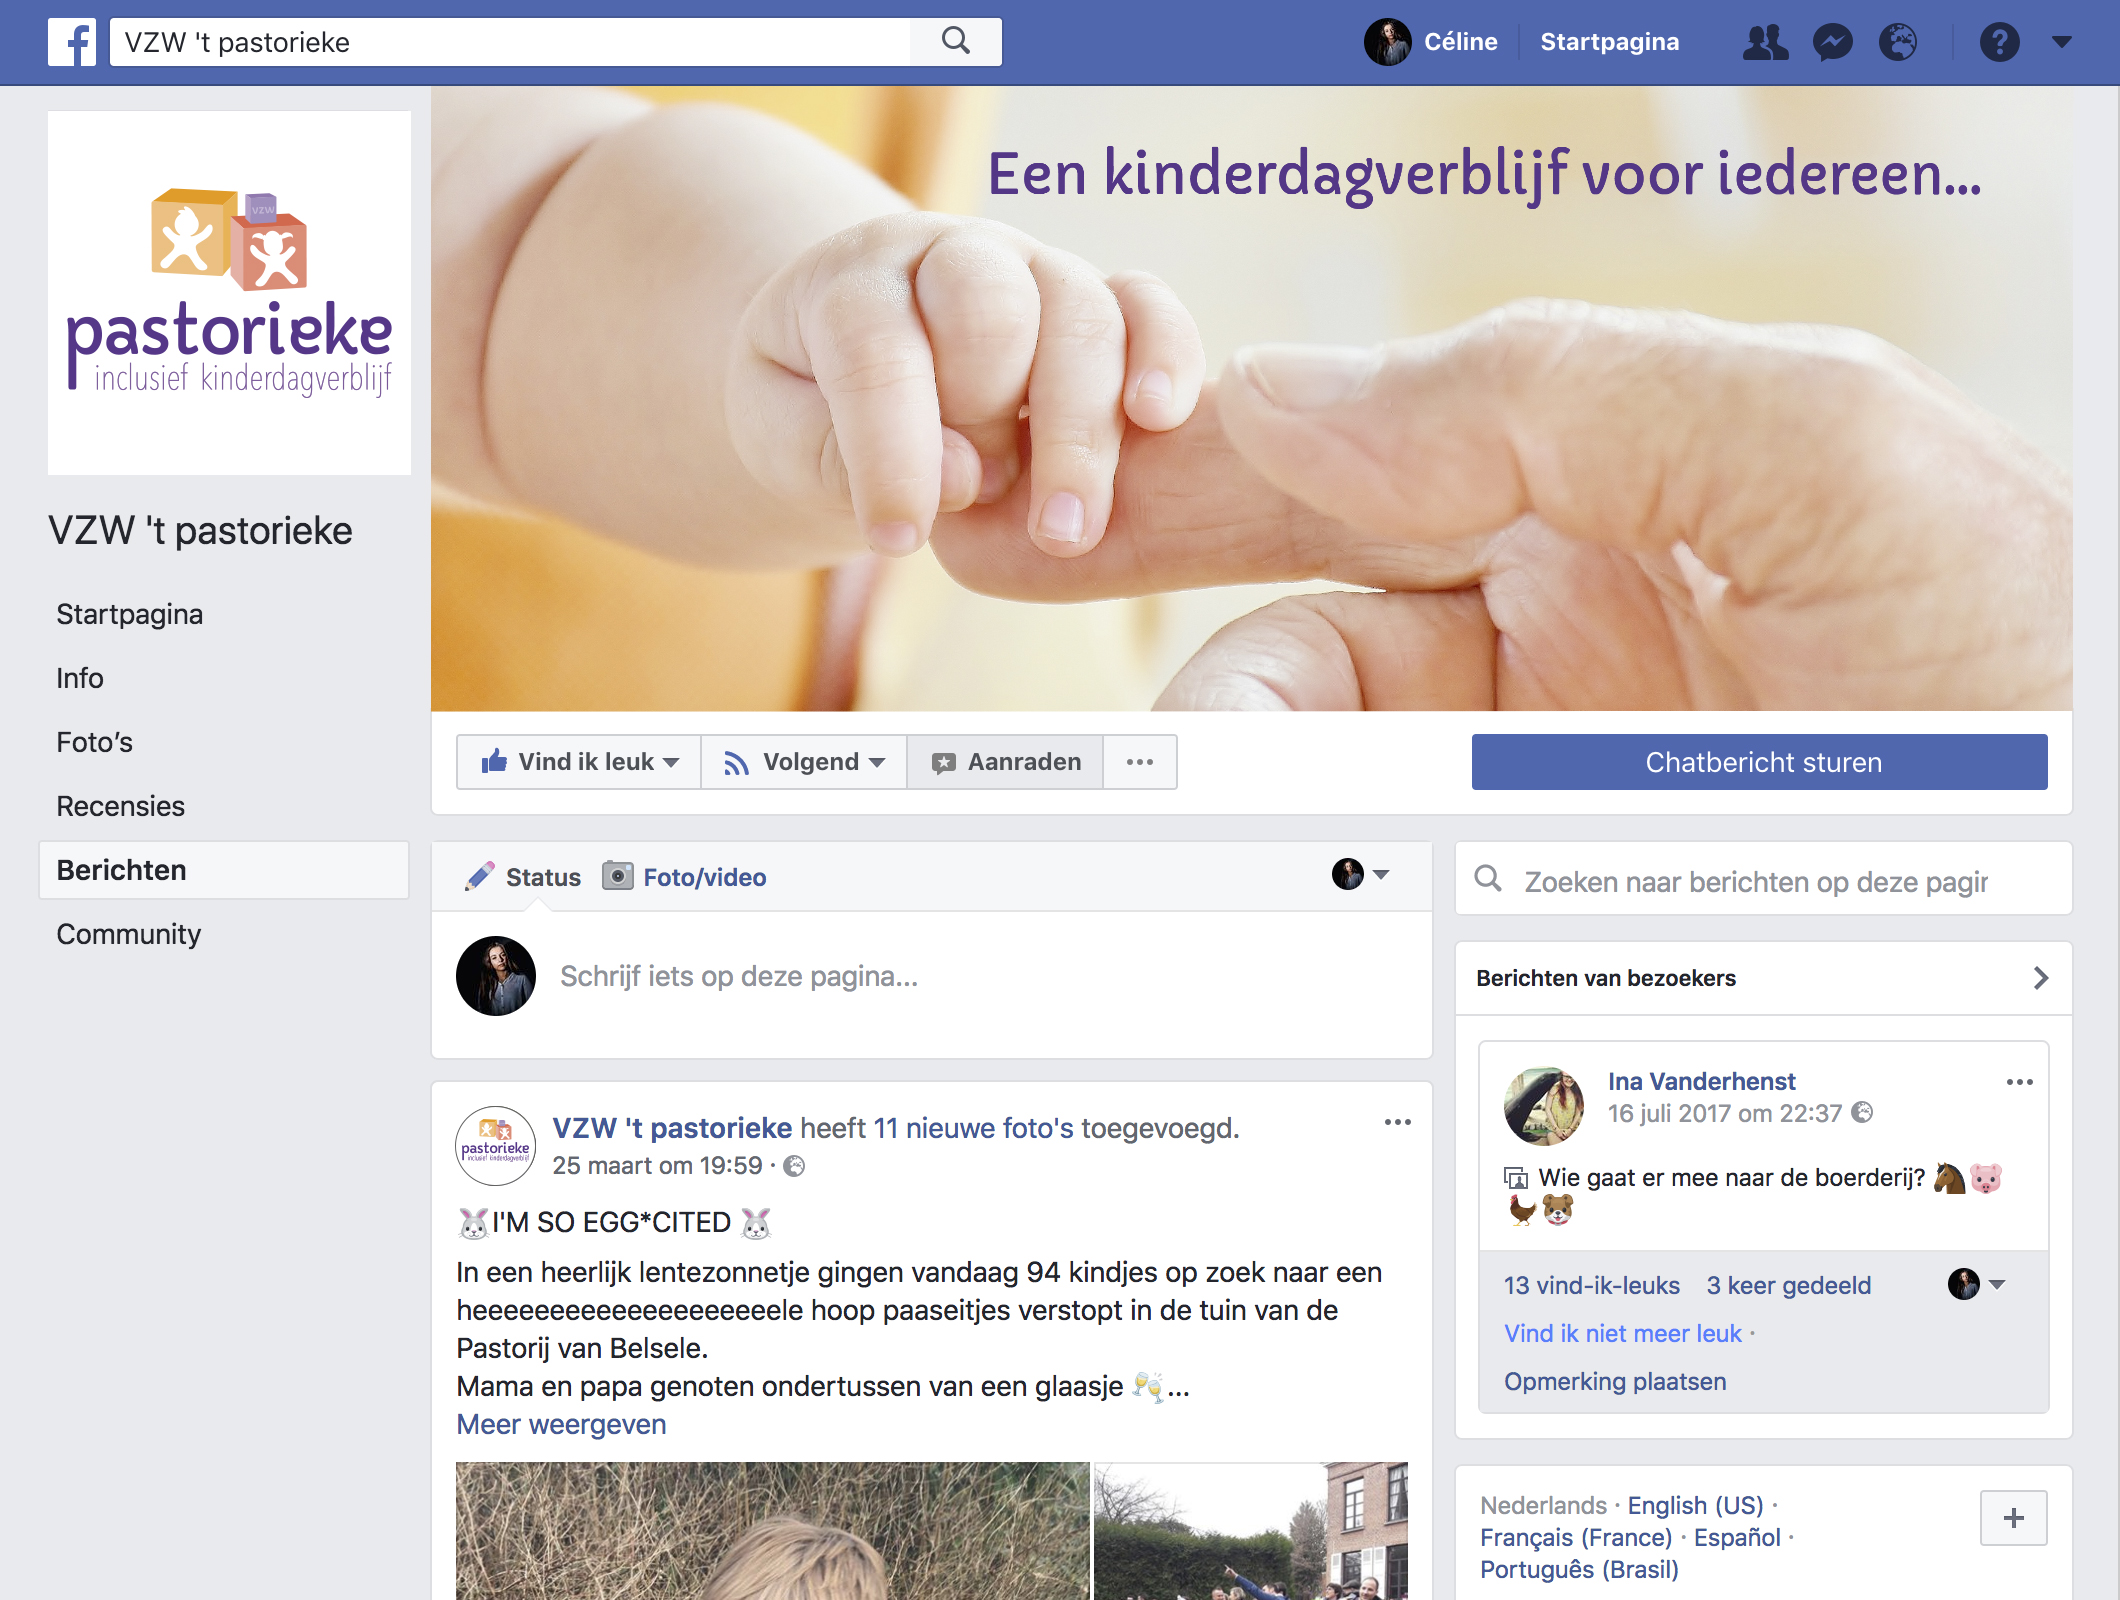 VZW 't pastorieke
Céline
Startpagina
VZW
pastorieke
inclusief kinderdagverblijf
Een kinderdagverblijf voor iedereen...
VZW 't pastorieke
Startpagina
Info
Foto's
Recensies
Berichten
Community
Vind ik leuk
Volgend
Aanraden
Chatbericht sturen
Status
Foto/video
Schrijf iets op deze pagina...
pastorieke
inclusief kinderdagverblijf
VZW 't pastorieke heeft 11 nieuwe foto's toegevoegd.
25 maart om 19:59 ·
🐰I'M SO EGG*CITED 🐰
In een heerlijk lentezonnetje gingen vandaag 94 kindjes op zoek naar een
heeeeeeeeeeeeeeeeeeeeele hoop paaseitjes verstopt in de tuin van de
Pastorij van Belsele.
Mama en papa genoten ondertussen van een glaasje 🥂...
Meer weergeven
Zoeken naar berichten op deze pagin
Berichten van bezoekers
Ina Vanderhenst
16 juli 2017 om 22:37
Wie gaat er mee naar de boerderij? 🐴🐷
🐓🐶
13 vind-ik-leuks 3 keer gedeeld
Vind ik niet meer leuk ·
Opmerking plaatsen
Nederlands · English (US) ·
Français (France) · Español ·
Português (Brasil)